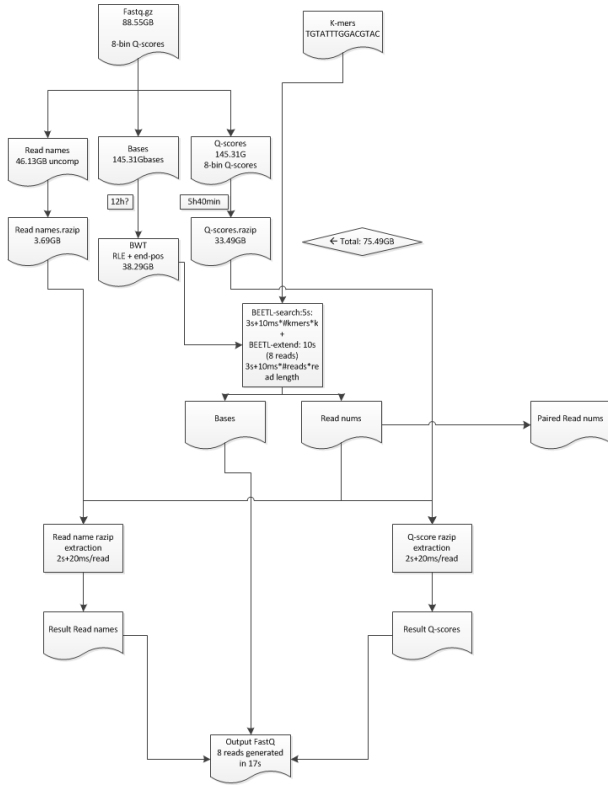 Fastq.gz
88.55GB
8-bin Q-scores
K-mers
TGTATTTGGACGTAC
Read names
46.13GB uncomp
Bases
145.31Gbases
Q-scores
145.31G
8-bin Q-scores
12h?
5h40min
Read names.razip
3.69GB
BWT
RLE + end-pos
38.29GB
Q-scores.razip
33.49GB
← Total: 75.49GB
BEETL-search:5s:
3s+10ms*#kmers*k
+
BEETL-extend: 10s
(8 reads)
3s+10ms*#reads*re
ad length
Bases
Read nums
Paired Read nums
Read name razip
extraction
2s+20ms/read
Q-score razip
extraction
2s+20ms/read
Result Read names
Result Q-scores
Output FastQ
8 reads generated
in 17s